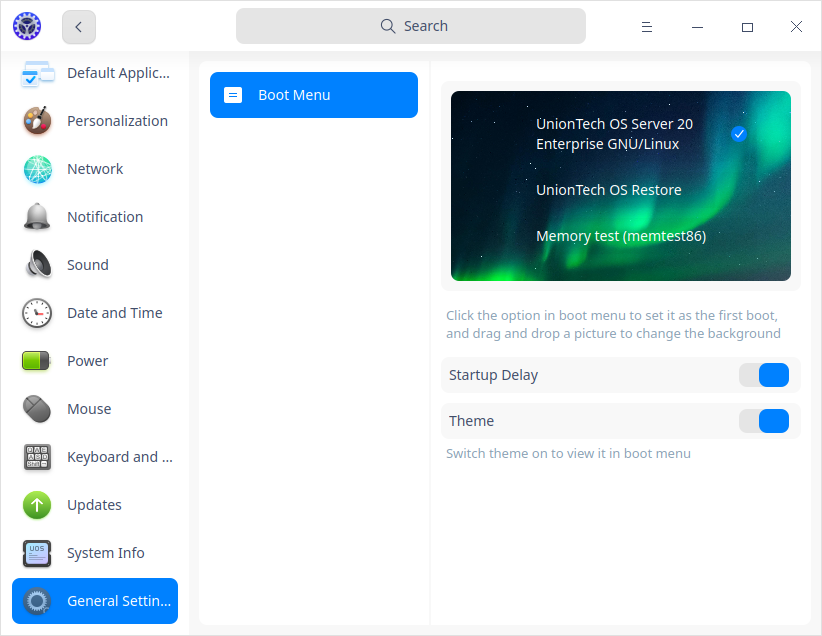 Search
Default Applic...
Personalization
Network
Notification
Sound
Date and Time
Power
Mouse
Keyboard and ...
Updates
System Info
General Settin...
Boot Menu
UnionTech OS Server 20
Enterprise GNU/Linux
UnionTech OS Restore
Memory test (memtest86)
Click the option in boot menu to set it as the first boot,
and drag and drop a picture to change the background
Startup Delay
Theme
Switch theme on to view it in boot menu